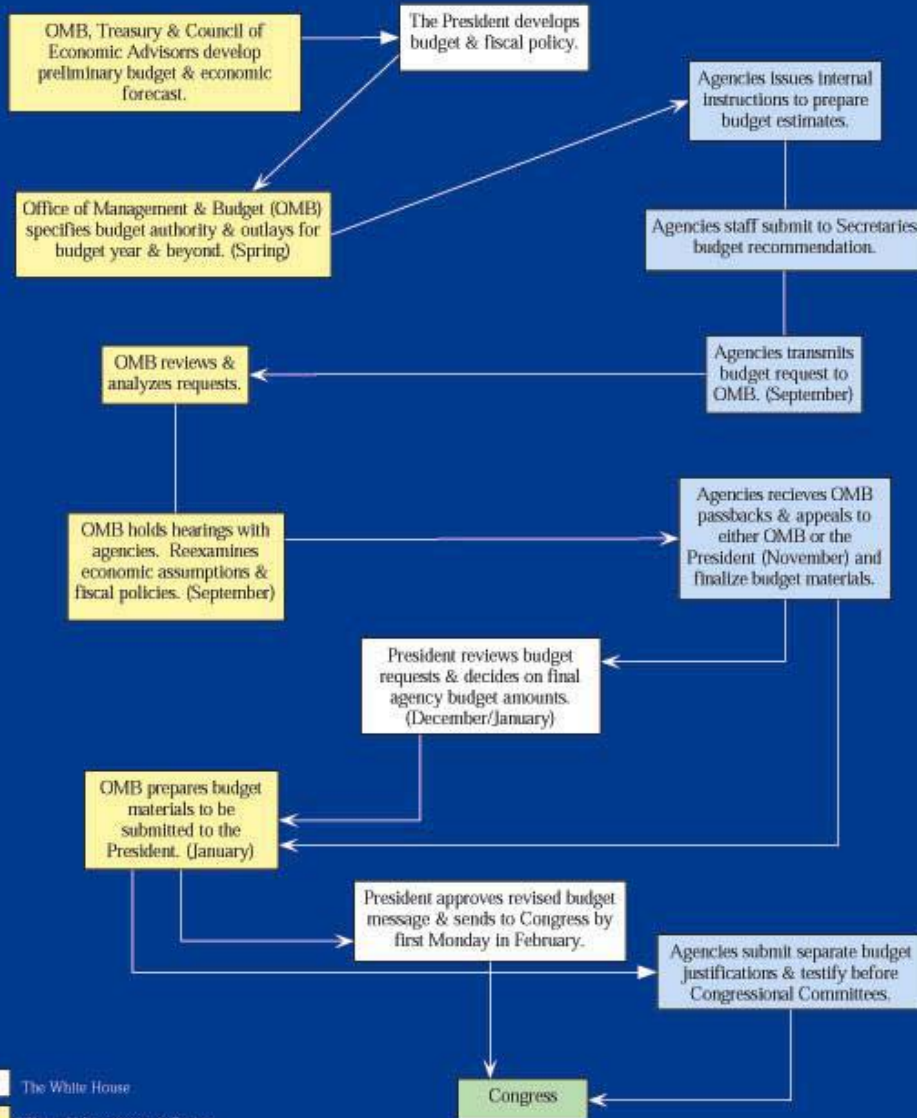 OMB, Treasury & Council of
Economic Advisorrs develop
preliminary budget & economic
forecast.
The President develops
budget & fiscal policy.
Agencies issues internal
instructions to prepare
budget estimates.
Office of Management & Budget (OMB)
specifies budget authority & outlays for
budget year & beyond. (Spring)
Agencies staff submit to Secretaries
budget recommendation.
OMB reviews &
analyzes requests.
Agencies transmits
budget request to
OMB. (September)
OMB holds hearings with
agencies. Reexamines
economic assumptions &
fiscal policies. (September)
Agencies recieves OMB
passbacks & appeals to
either OMB or the
President (November) and
finalize budget materials.
President reviews budget
requests & decides on final
agency budget amounts.
(December/January)
OMB prepares budget
materials to be
submitted to the
President. (January)
President approves revised budget
message & sends to Congress by
first Monday in February.
Agencies submit separate budget
justifications & testify before
Congressional Committees.
The White House
Congress